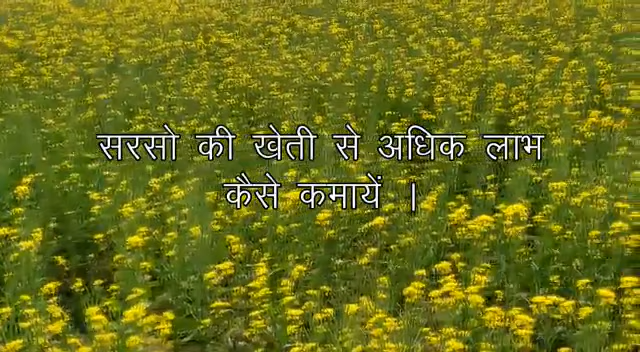 सरसो की खेती से अधिक लाभ
कैसे कमायें ।